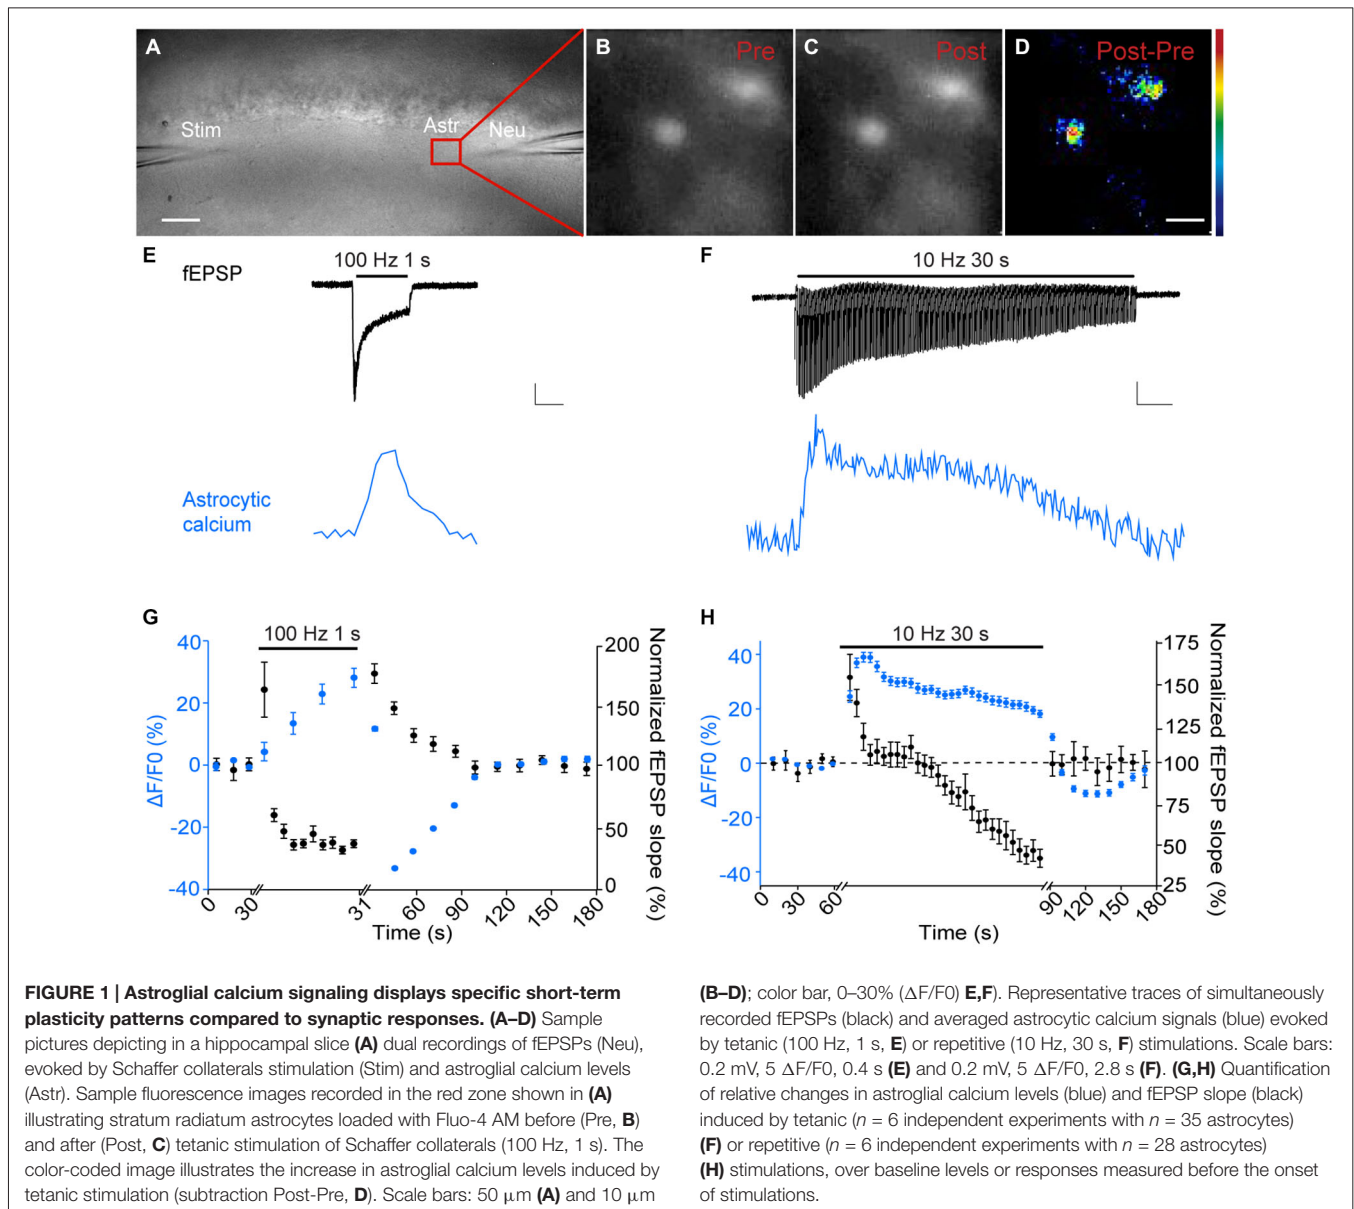 A
Stim
Astr
Neu
B
Pre
C
Post
D
Post-Pre
E
fEPSP
100 Hz 1 s
Astrocytic
calcium
F
10 Hz 30 s
G
100 Hz 1 s
ΔF/F0 (%)
40
20
0
-20
-40
Normalized fEPSP slope (%)
200
150
100
50
0
0
30
31
60
90
120
150
180
Time (s)
H
10 Hz 30 s
ΔF/F0 (%)
40
20
0
-20
-40
Normalized fEPSP slope (%)
175
150
125
100
75
50
25
0
30
60
90
120
150
180
Time (s)
FIGURE 1 | Astroglial calcium signaling displays specific short-term
plasticity patterns compared to synaptic responses. (A–D) Sample
pictures depicting in a hippocampal slice (A) dual recordings of fEPSPs (Neu),
evoked by Schaffer collaterals stimulation (Stim) and astroglial calcium levels
(Astr). Sample fluorescence images recorded in the red zone shown in (A)
illustrating stratum radiatum astrocytes loaded with Fluo-4 AM before (Pre, B)
and after (Post, C) tetanic stimulation of Schaffer collaterals (100 Hz, 1 s). The
color-coded image illustrates the increase in astroglial calcium levels induced by
tetanic stimulation (subtraction Post-Pre, D). Scale bars: 50 μm (A) and 10 μm
(B–D); color bar, 0–30% (ΔF/F0) E,F). Representative traces of simultaneously
recorded fEPSPs (black) and averaged astrocytic calcium signals (blue) evoked
by tetanic (100 Hz, 1 s, E) or repetitive (10 Hz, 30 s, F) stimulations. Scale bars:
0.2 mV, 5 ΔF/F0, 0.4 s (E) and 0.2 mV, 5 ΔF/F0, 2.8 s (F). (G,H) Quantification
of relative changes in astroglial calcium levels (blue) and fEPSP slope (black)
induced by tetanic (n = 6 independent experiments with n = 35 astrocytes)
(F) or repetitive (n = 6 independent experiments with n = 28 astrocytes)
(H) stimulations, over baseline levels or responses measured before the onset
of stimulations.